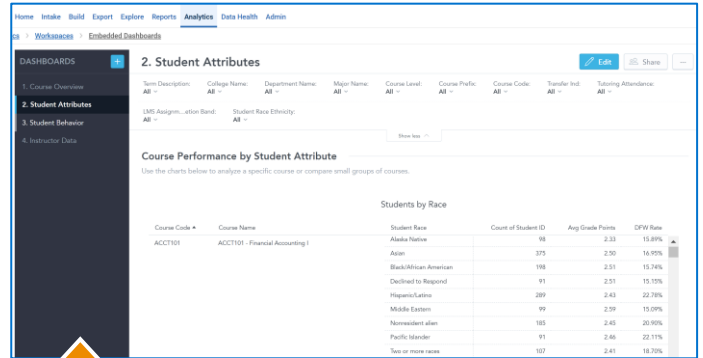 Home Intake Build Export Explore Reports Analytics Data Health Admin
cs > Workspaces > Embedded Dashboards
DASHBOARDS +
1. Course Overview
2. Student Attributes
3. Student Behavior
4. Instructor Data
2. Student Attributes
Edit Share ...
Term Description: College Name: Department Name: Major Name: Course Level: Course Prefix: Course Code: Transfer Ind: Tutoring Attendance:
All All All All All All All All All
LMS Assignm...ation Band: Student Race Ethnicity:
All All
Show less
Course Performance by Student Attribute
Use the charts below to analyze a specific course or compare small groups of courses.
Students by Race
Course Code Course Name Student Race Count of Student ID Avg Grade Points DFW Rate
ACCT101 ACCT101 - Financial Accounting I Alaska Native 98 2.33 15.89%
Asian 375 2.50 16.95%
Black/African American 198 2.51 15.74%
Declined to Respond 91 2.51 15.15%
Hispanic/Latino 289 2.43 22.78%
Middle Eastern 99 2.59 15.09%
Nonresident alien 185 2.45 20.90%
Pacific Islander 91 2.46 22.11%
Two or more races 107 2.41 18.70%